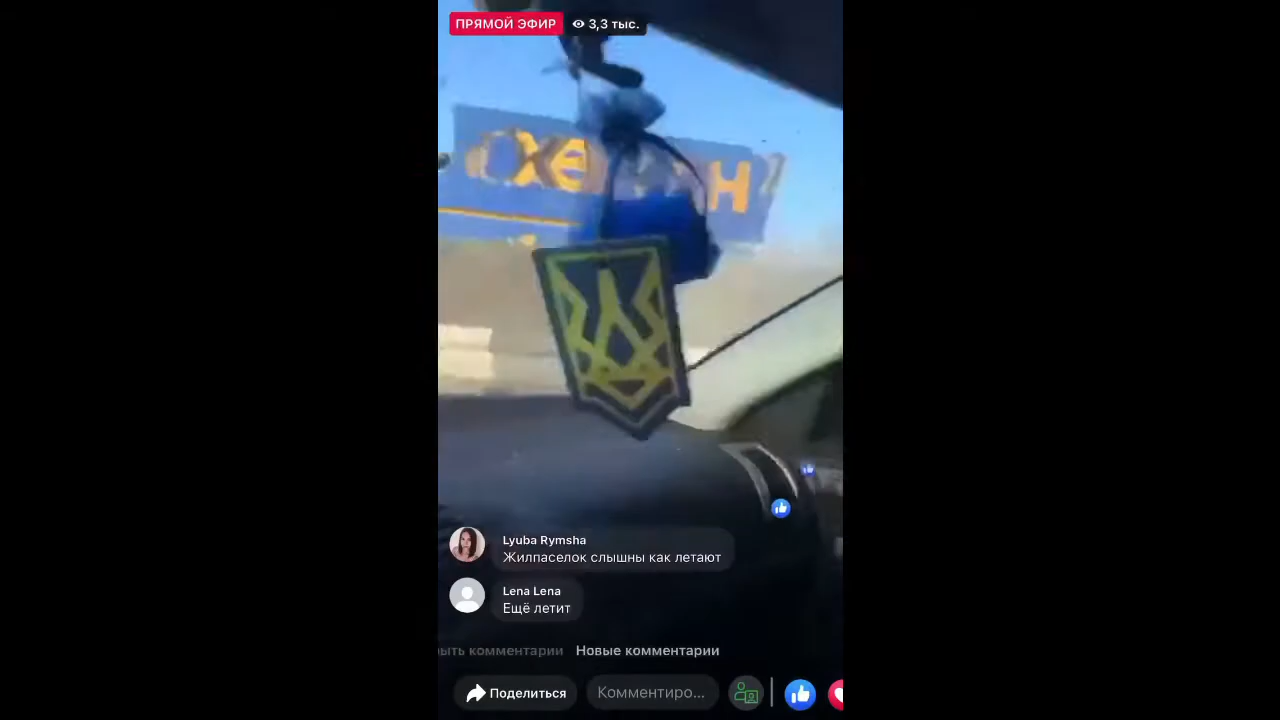 ПРЯМОЙ ЭФИР
3,3 тыс.
Lyuba Rymsha
Жилпаселок слышны как летают
Lena Lena
Ещё летит
ыть комментарии
Новые комментарии
Поделиться
Комментиро...